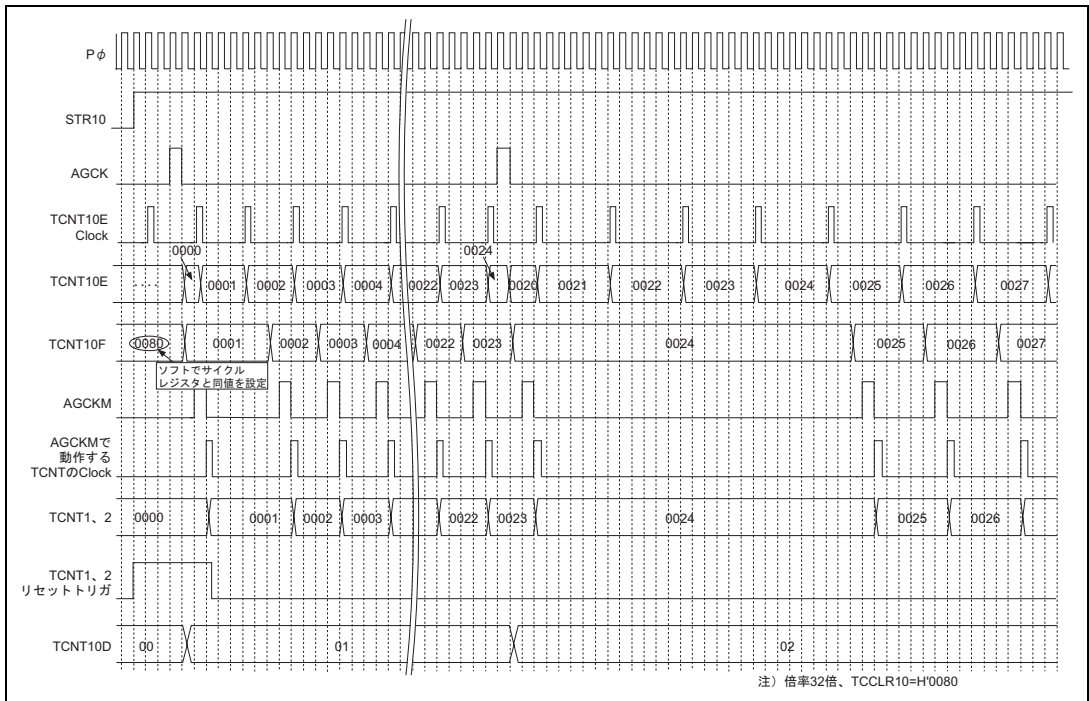 Pφ
STR10
AGCK
TCNT10E
Clock
0000
0024
TCNT10E
0001 0002 0003 0004 0022 0023 0020 0021 0022 0023 0024 0025 0026 0027
TCNT10F
0080 0001 0002 0003 0004 0022 0023 0024 0025 0026 0027
ソフトでサイクル
レジスタと同値を設定
AGCKM
AGCKMで
動作する
TCNTのClock
TCNT1、2
0000 0001 0002 0003 0022 0023 0024 0025 0026
TCNT1、2
リセットトリガ
TCNT10D
00 01 02
注）倍率32倍、TCCLR10=H'0080